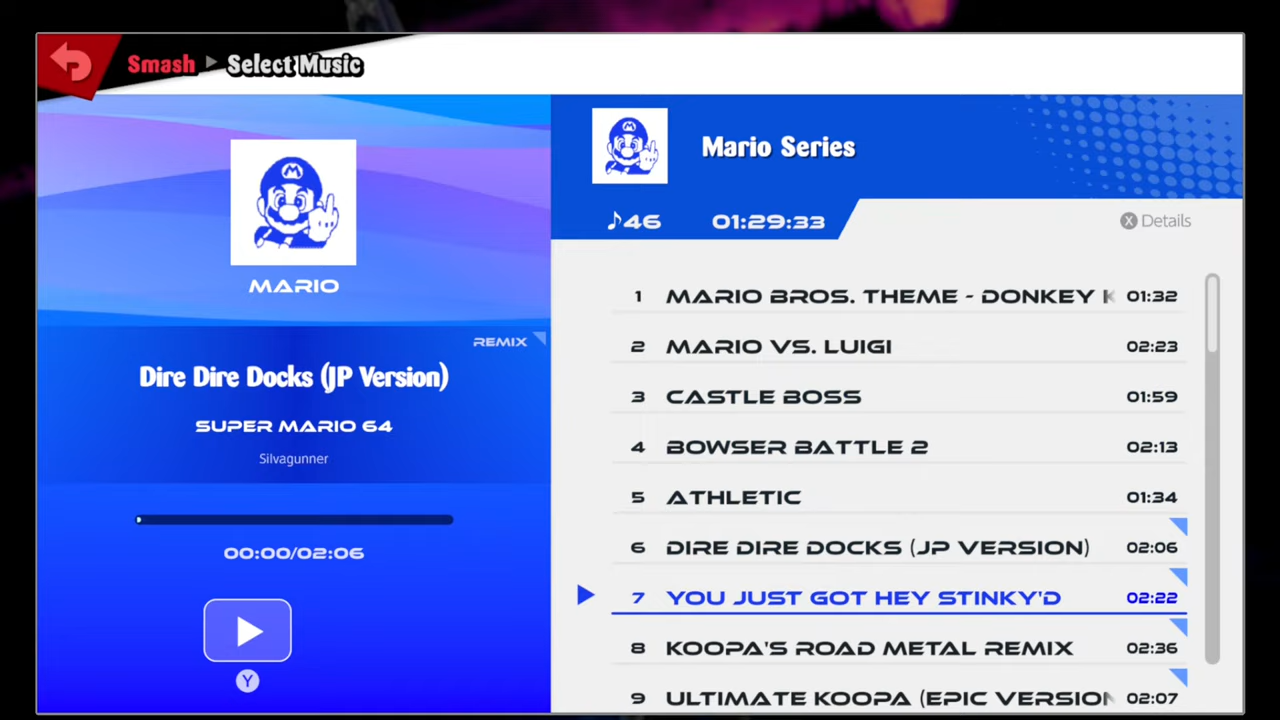 Smash ▶ Select Music
MARIO
REMIX
Dire Dire Docks (JP Version)
SUPER MARIO 64
Silvagunner
00:00/02:06
Y
M
Mario Series
♪46 01:29:33
X Details
1 MARIO BROS. THEME - DONKEY 01:32
2 MARIO VS. LUIGI 02:23
3 CASTLE BOSS 01:59
4 BOWSER BATTLE 2 02:13
5 ATHLETIC 01:34
6 DIRE DIRE DOCKS (JP VERSION) 02:06
7 YOU JUST GOT HEY STINKY'D 02:22
8 KOOPA'S ROAD METAL REMIX 02:36
9 ULTIMATE KOOPA (EPIC VERSION 02:07